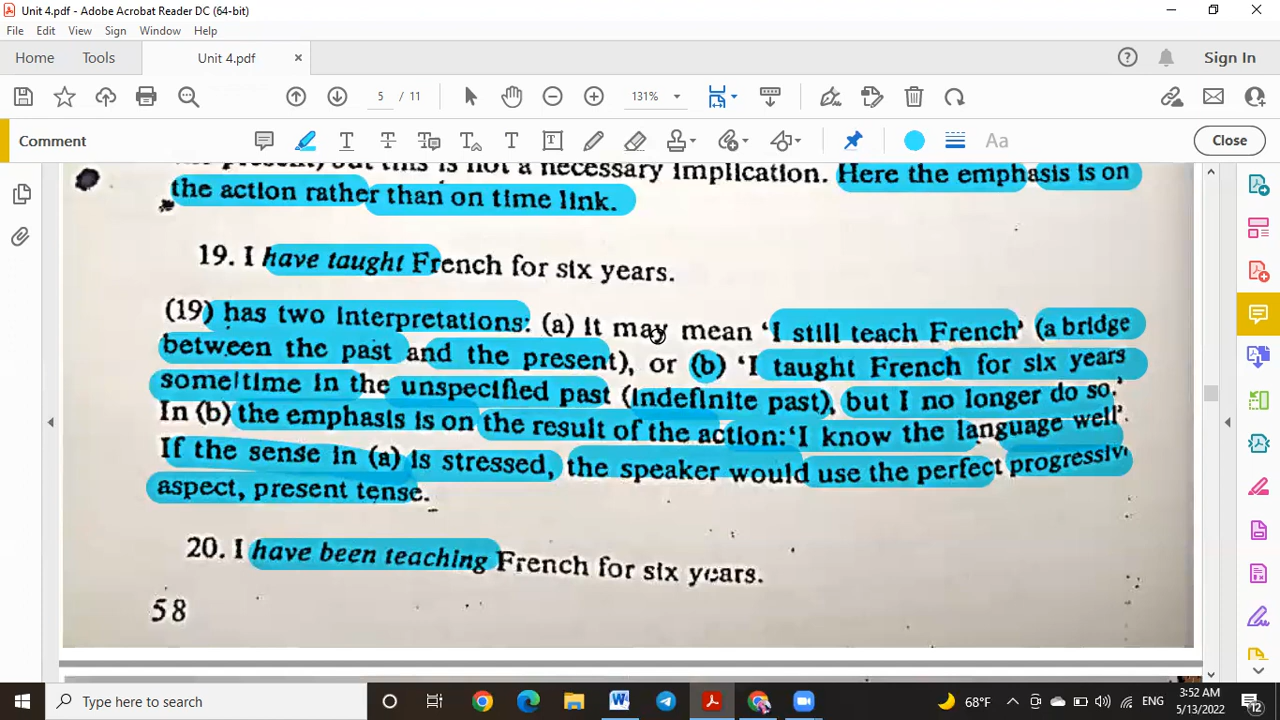 Unit 4.pdf - Adobe Acrobat Reader DC (64-bit)
File Edit View Sign Window Help
Home Tools Unit 4.pdf Sign In
5 / 11 131%
Comment Close
the present) but this is not a necessary implication. Here the emphasis is on
the action rather than on time link.
19. I have taught French for six years.
(19) has two interpretations: (a) it may mean ‘I still teach French’ (a bridge
between the past and the present), or (b) ‘I taught French for six years
sometime in the unspecified past (indefinite past), but I no longer do so.’
In (b) the emphasis is on the result of the action: ‘I know the language well’.
If the sense in (a) is stressed, the speaker would use the perfect progressiv
aspect, present tense.
20. I have been teaching French for six years.
58
Type here to search 68°F ENG 3:52 AM
5/13/2022 12